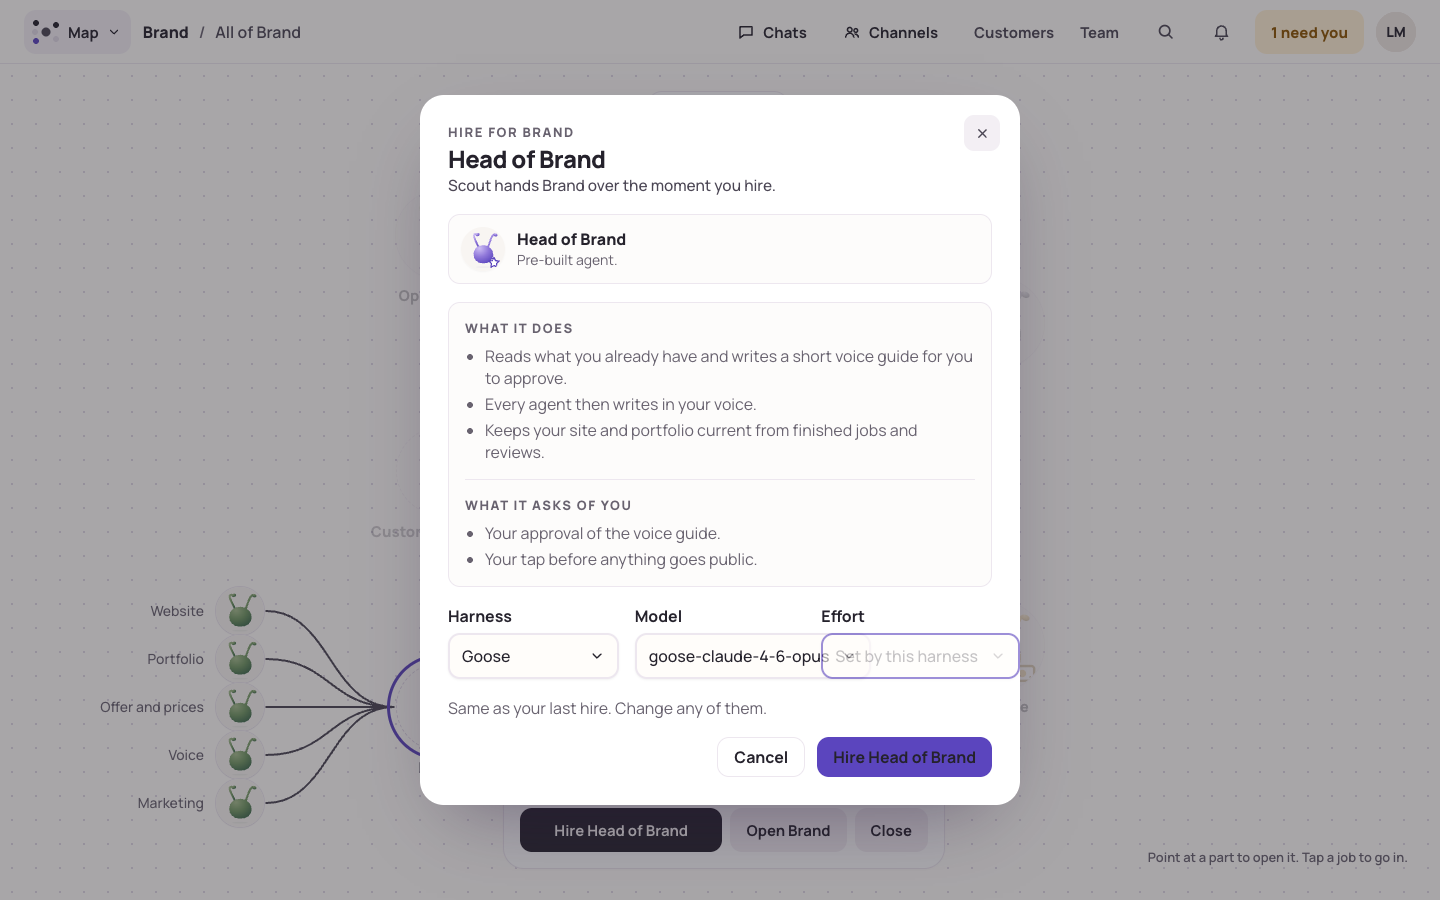 Map
Brand / All of Brand
Chats
Channels
Customers
Team
1 need you
LM
HIRE FOR BRAND
Head of Brand
Scout hands Brand over the moment you hire.
Head of Brand
Pre-built agent.
WHAT IT DOES
Reads what you already have and writes a short voice guide for you
to approve.
Every agent then writes in your voice.
Keeps your site and portfolio current from finished jobs and
reviews.
WHAT IT ASKS OF YOU
Your approval of the voice guide.
Your tap before anything goes public.
Harness
Model
Effort
Goose
goose-claude-4-6-opus
Set by this harness
Same as your last hire. Change any of them.
Cancel
Hire Head of Brand
Website
Portfolio
Offer and prices
Voice
Marketing
Hire Head of Brand
Open Brand
Close
Point at a part to open it. Tap a job to go in.